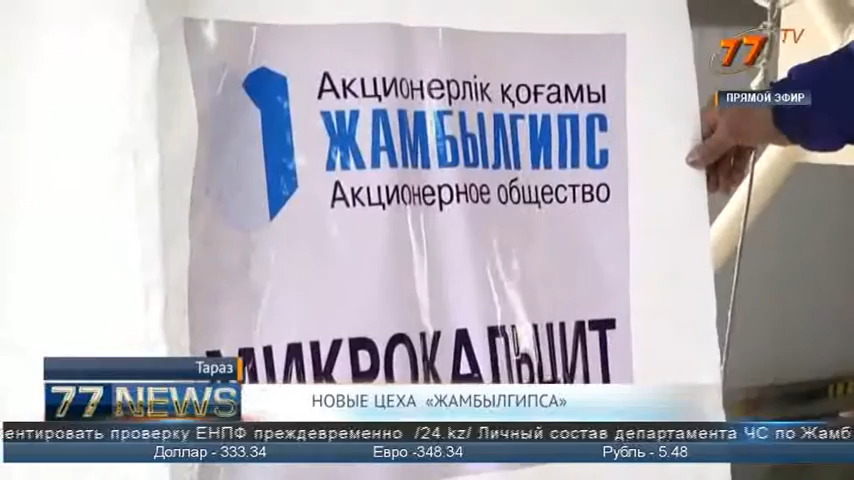 77 TV
ПРЯМОЙ ЭФИР
Акционерлік қоғамы
ЖАМБЫЛГИПС
Акционерное общество
МИКРОКАЛЬЦИТ
Тараз
77 NEWS
НОВЫЕ ЦЕХА «ЖАМБЫЛГИПСА»
проверку ЕНПФ преждевременно /24.kz/ Личный состав департамента ЧС по
Доллар - 333.34 Евро -348.34 Рубль - 5.48